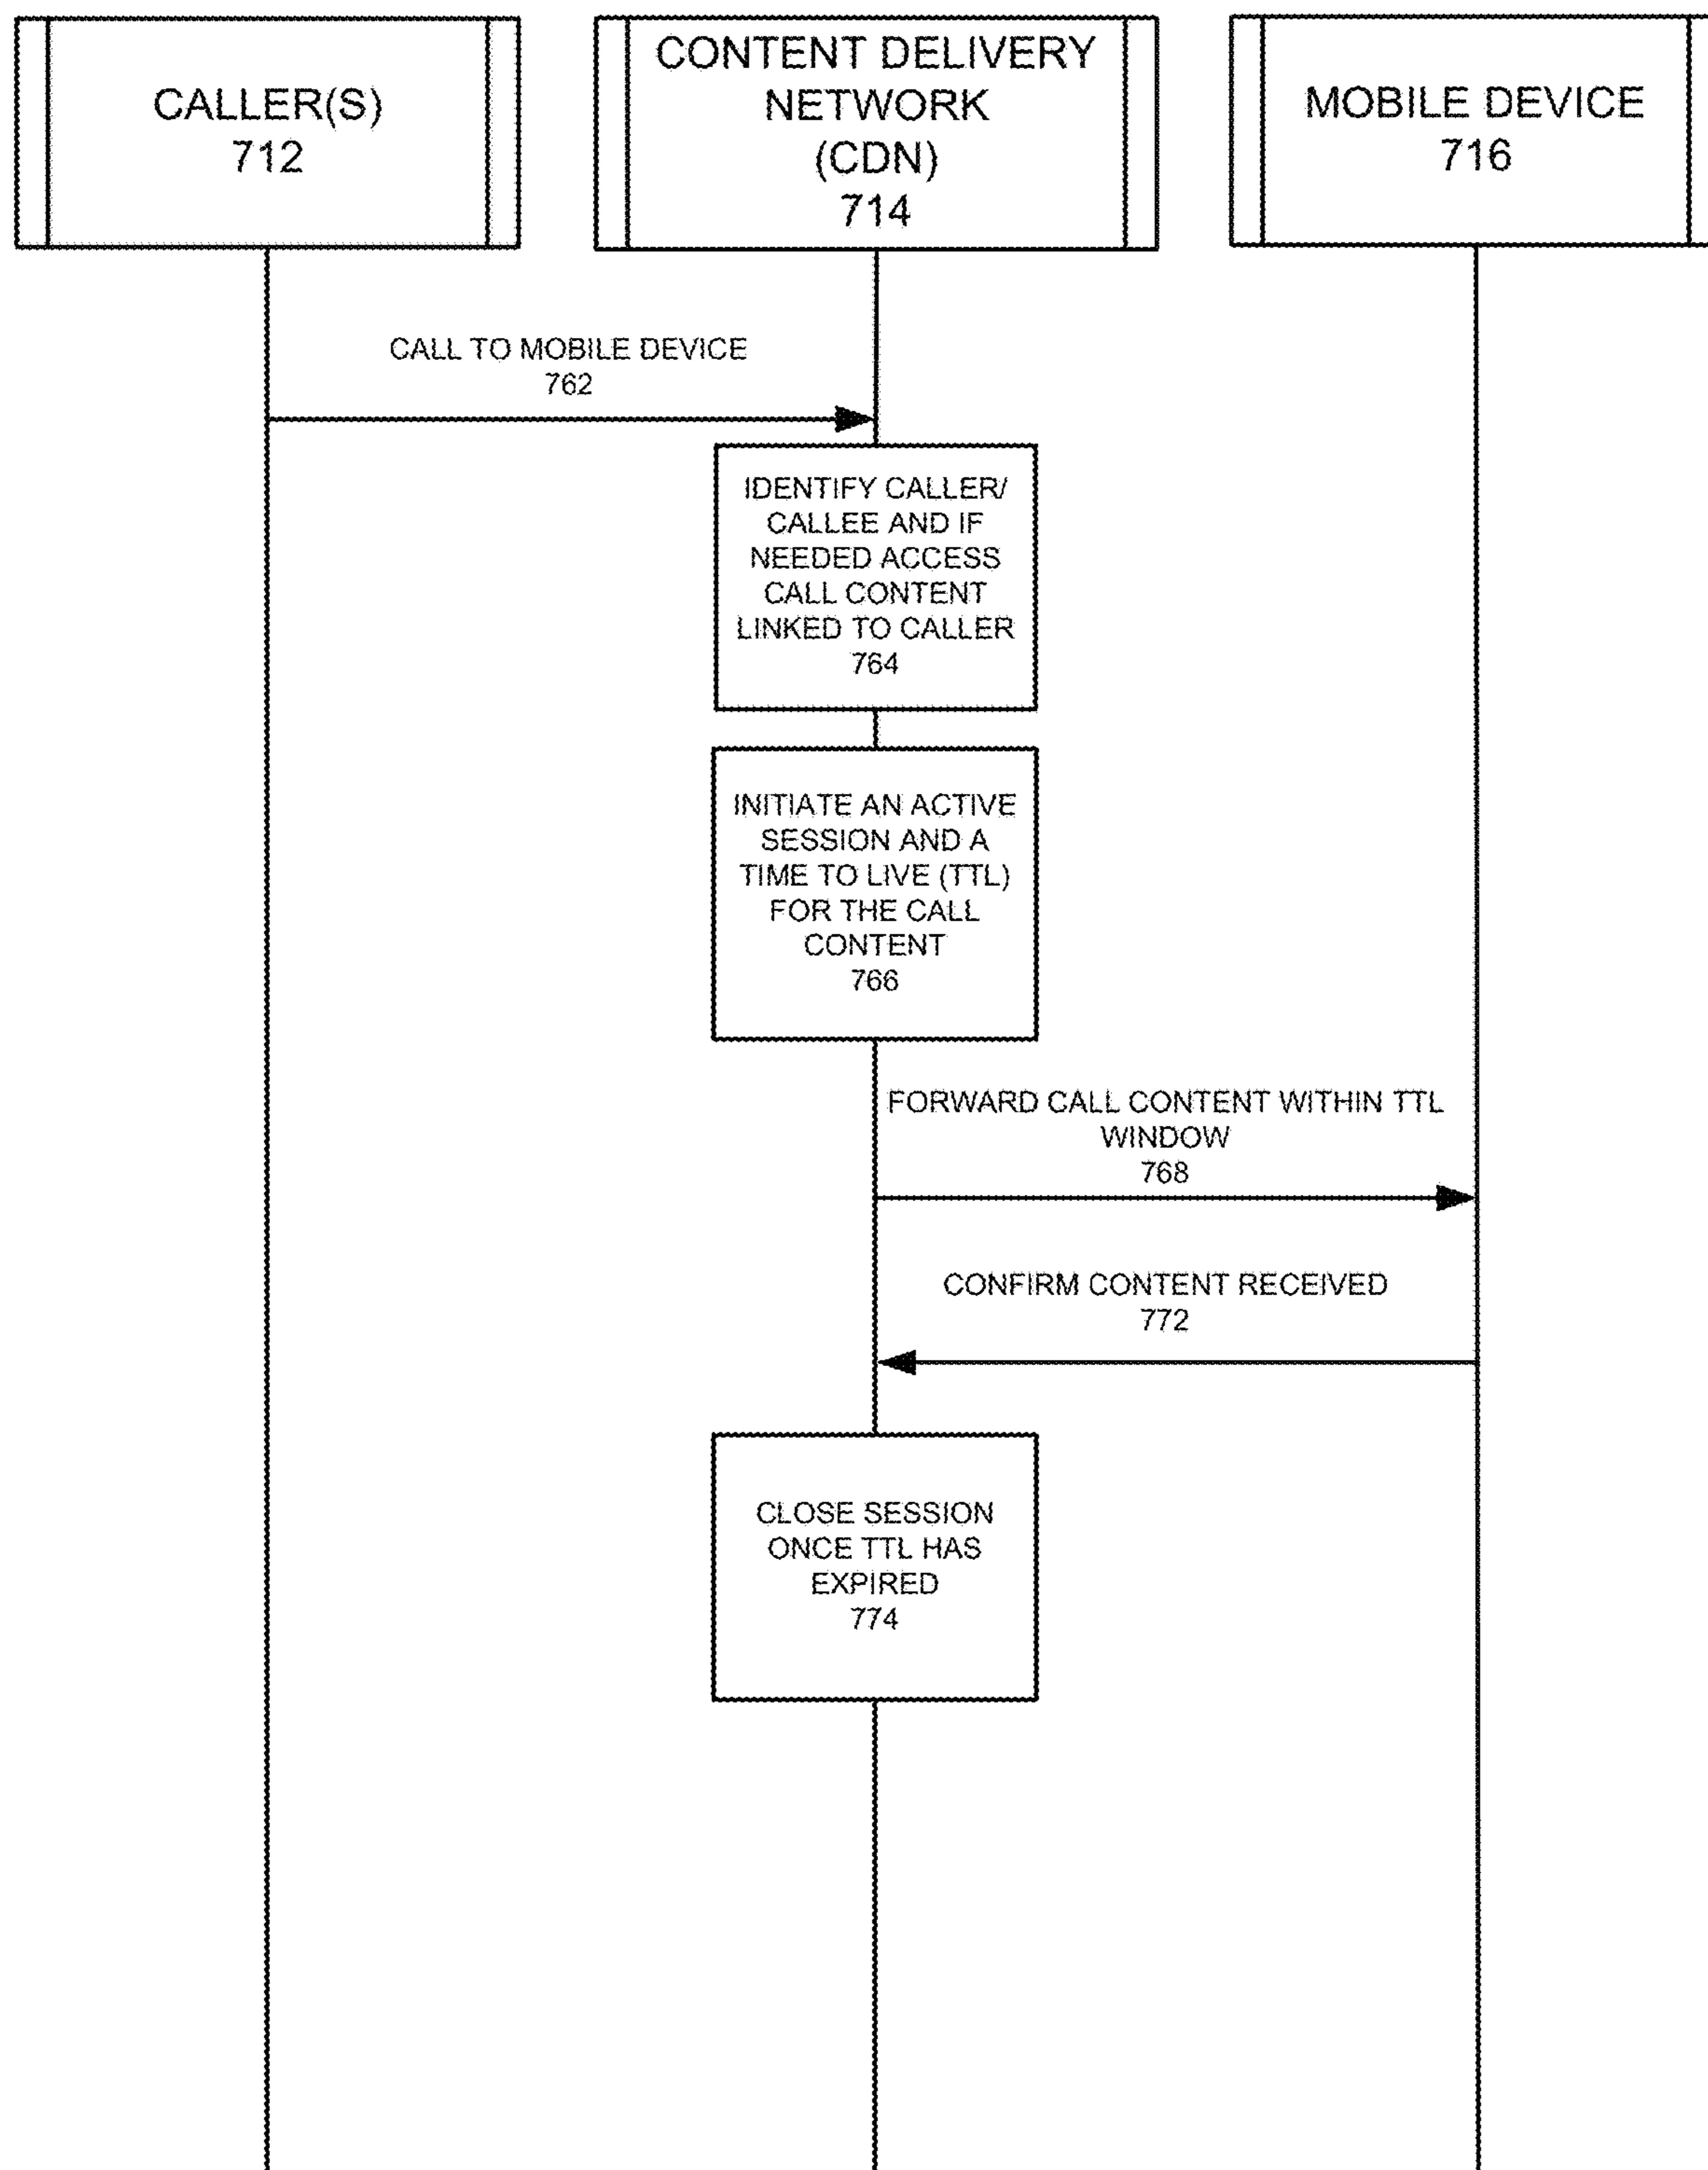 CALLER(S)
712
CONTENT DELIVERY
NETWORK
(CDN)
714
MOBILE DEVICE
716
CALL TO MOBILE DEVICE
762
IDENTIFY CALLER/
CALLEE AND IF
NEEDED ACCESS
CALL CONTENT
LINKED TO CALLER
764
INITIATE AN ACTIVE
SESSION AND A
TIME TO LIVE (TTL)
FOR THE CALL
CONTENT
766
FORWARD CALL CONTENT WITHIN TTL
WINDOW
768
CONFIRM CONTENT RECEIVED
772
CLOSE SESSION
ONCE TTL HAS
EXPIRED
774